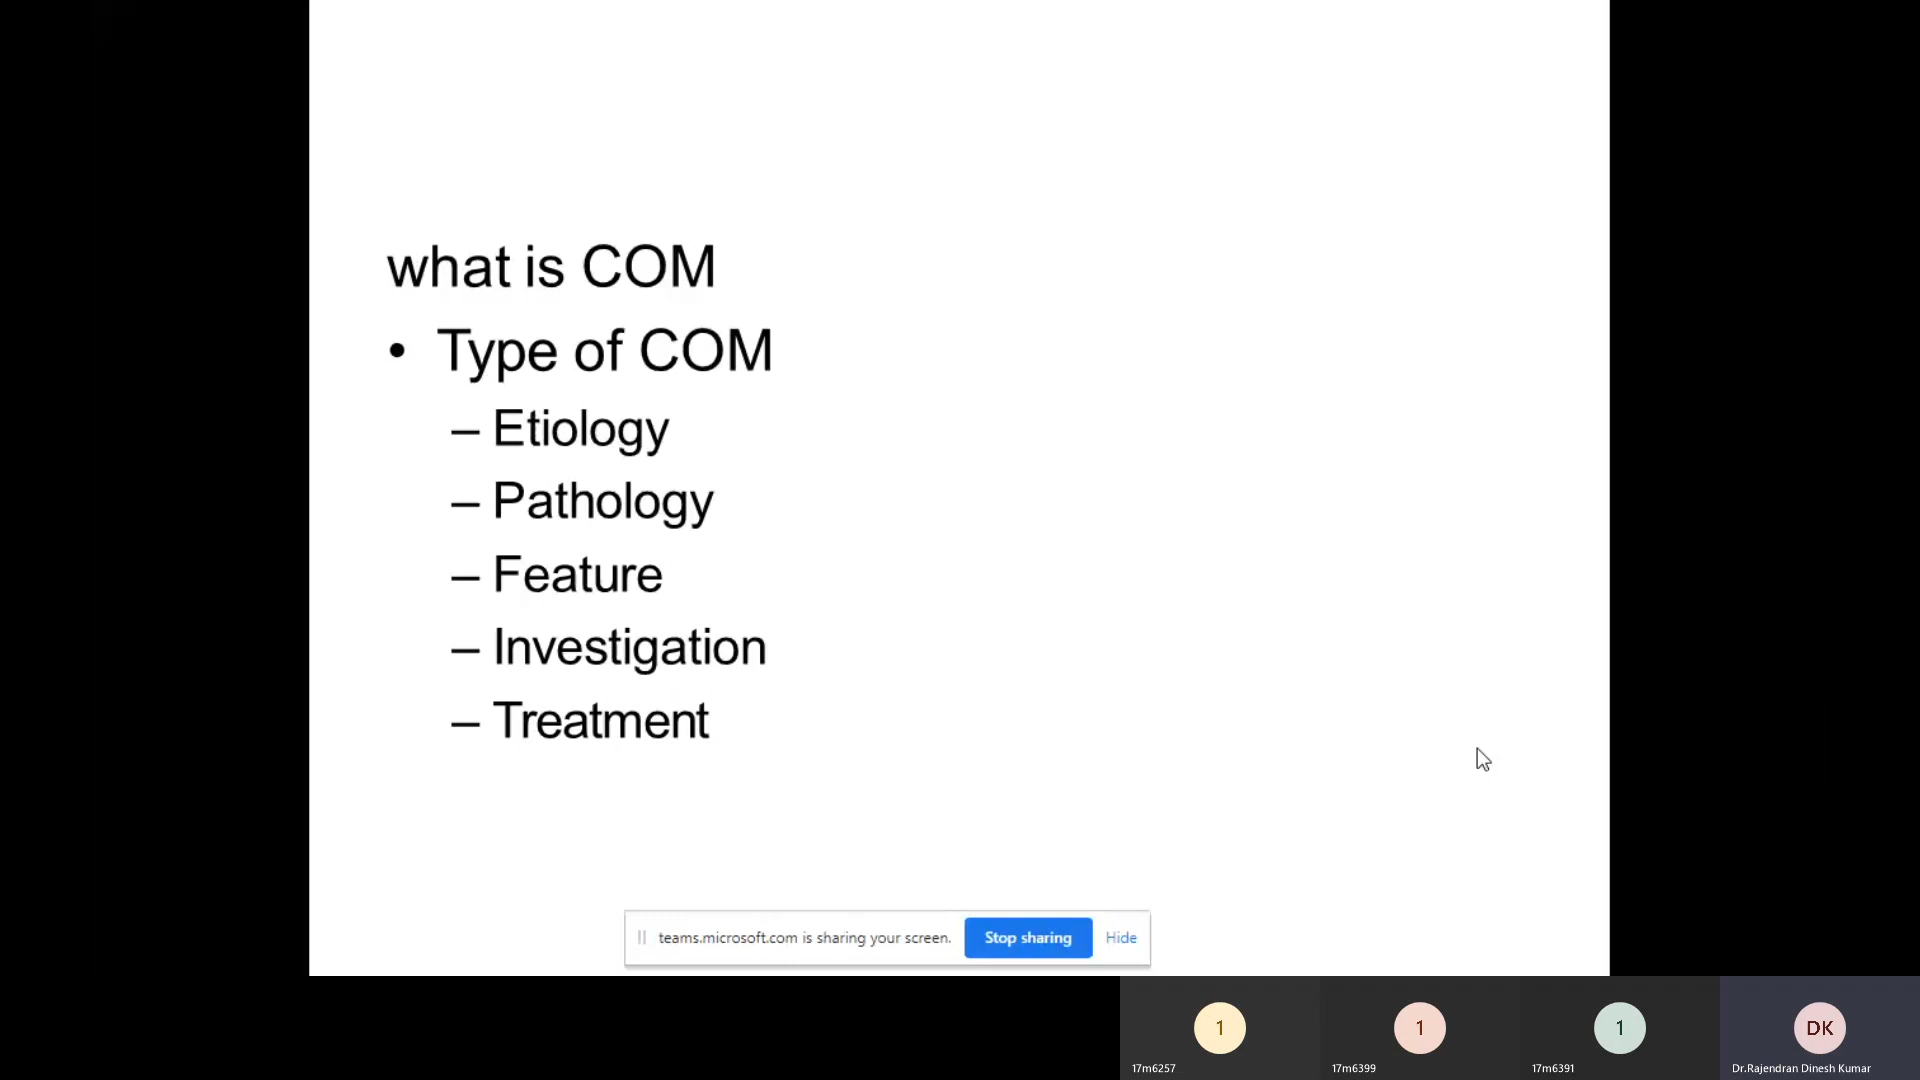 what is COM
• Type of COM
– Etiology
– Pathology
– Feature
– Investigation
– Treatment
teams.microsoft.com is sharing your screen. Stop sharing Hide
1 1 1 DK
17m6257 17m6399 17m6391 Dr.Rajendran Dinesh Kumar